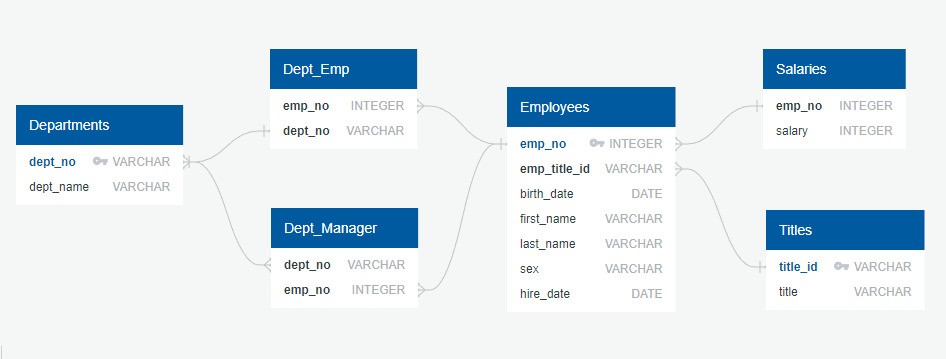 Departments
dept_no VARCHAR
dept_name VARCHAR
Dept_Emp
emp_no INTEGER
dept_no VARCHAR
Dept_Manager
dept_no VARCHAR
emp_no INTEGER
Employees
emp_no INTEGER
emp_title_id VARCHAR
birth_date DATE
first_name VARCHAR
last_name VARCHAR
sex VARCHAR
hire_date DATE
Salaries
emp_no INTEGER
salary INTEGER
Titles
title_id VARCHAR
title VARCHAR